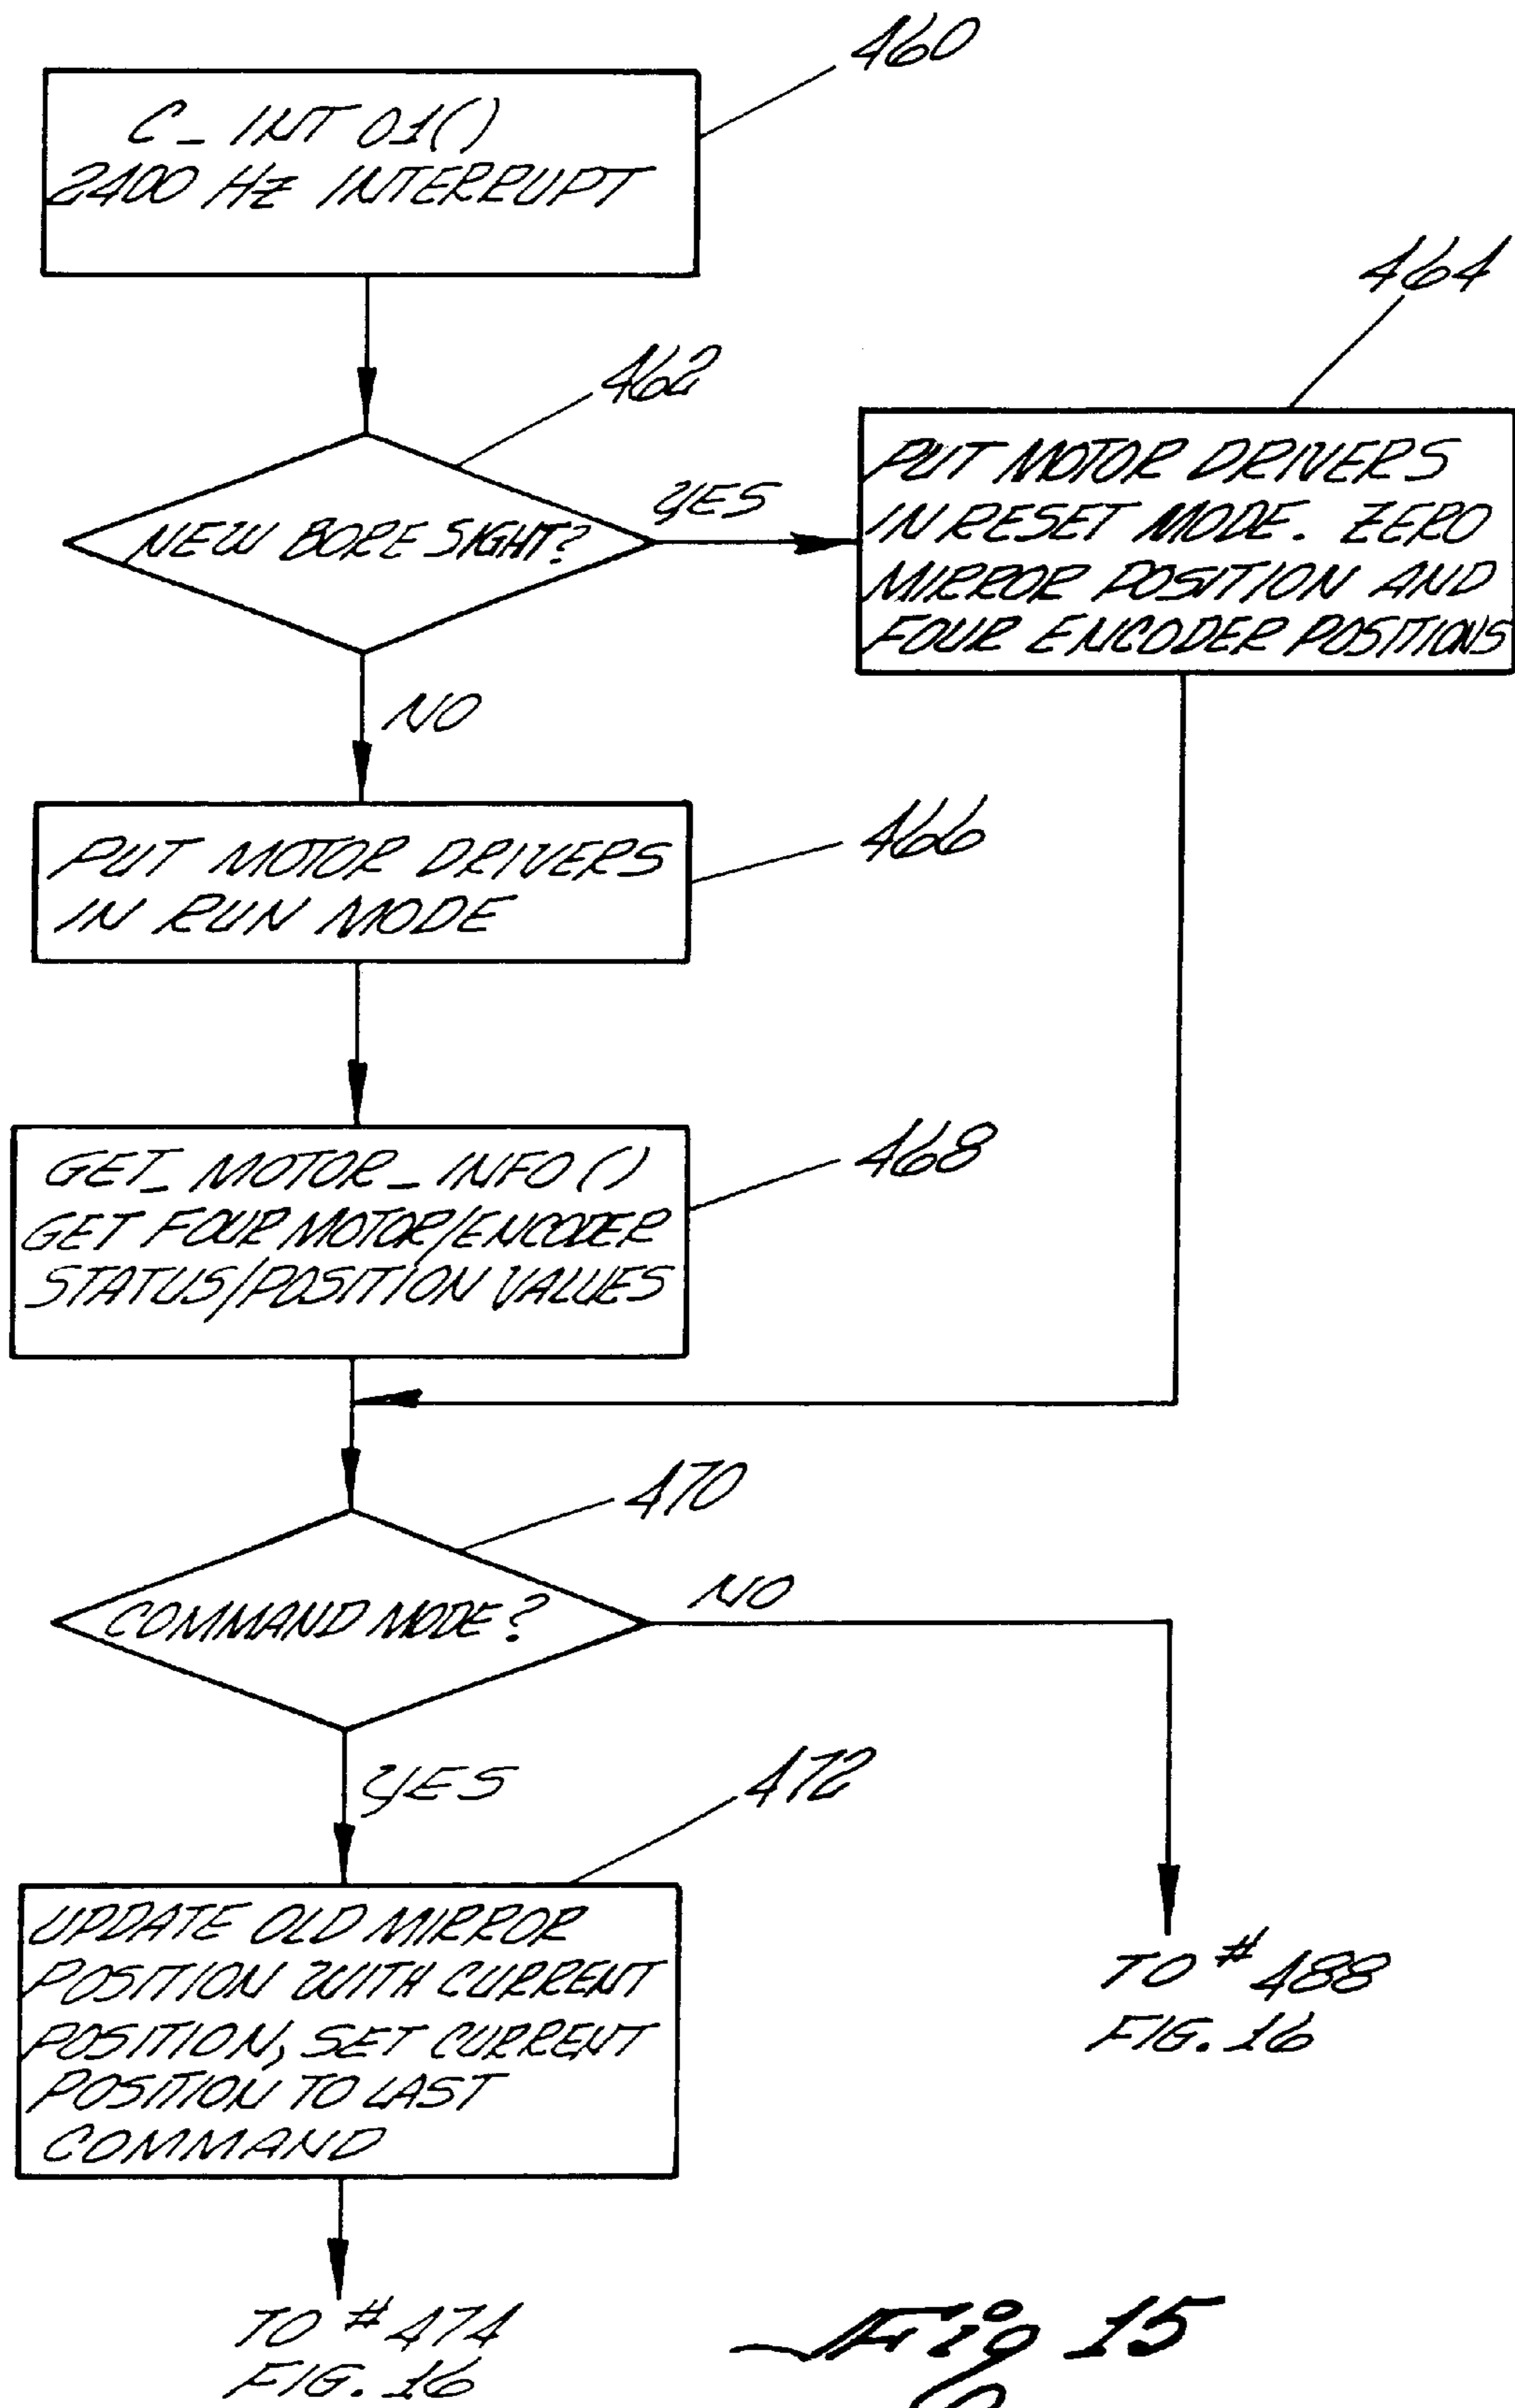 460
C_INT 01()
2400 HZ INTERRUPT
464
462
PUT MOTOR DRIVERS
IN RESET MODE. ZERO
MIRROR POSITION AND
FOUR ENCODER POSITIONS
NEW BORE SIGHT?
YES
NO
466
PUT MOTOR DRIVERS
IN RUN MODE
468
GET_MOTOR_INFO()
GET FOUR MOTOR/ENCODER
STATUS/POSITION VALUES
470
COMMAND MODE?
NO
YES
472
UPDATE OLD MIRROR
POSITION WITH CURRENT
POSITION, SET CURRENT
POSITION TO LAST
COMMAND
TO #488
FIG. 16
TO #474
FIG. 16
Fig 15